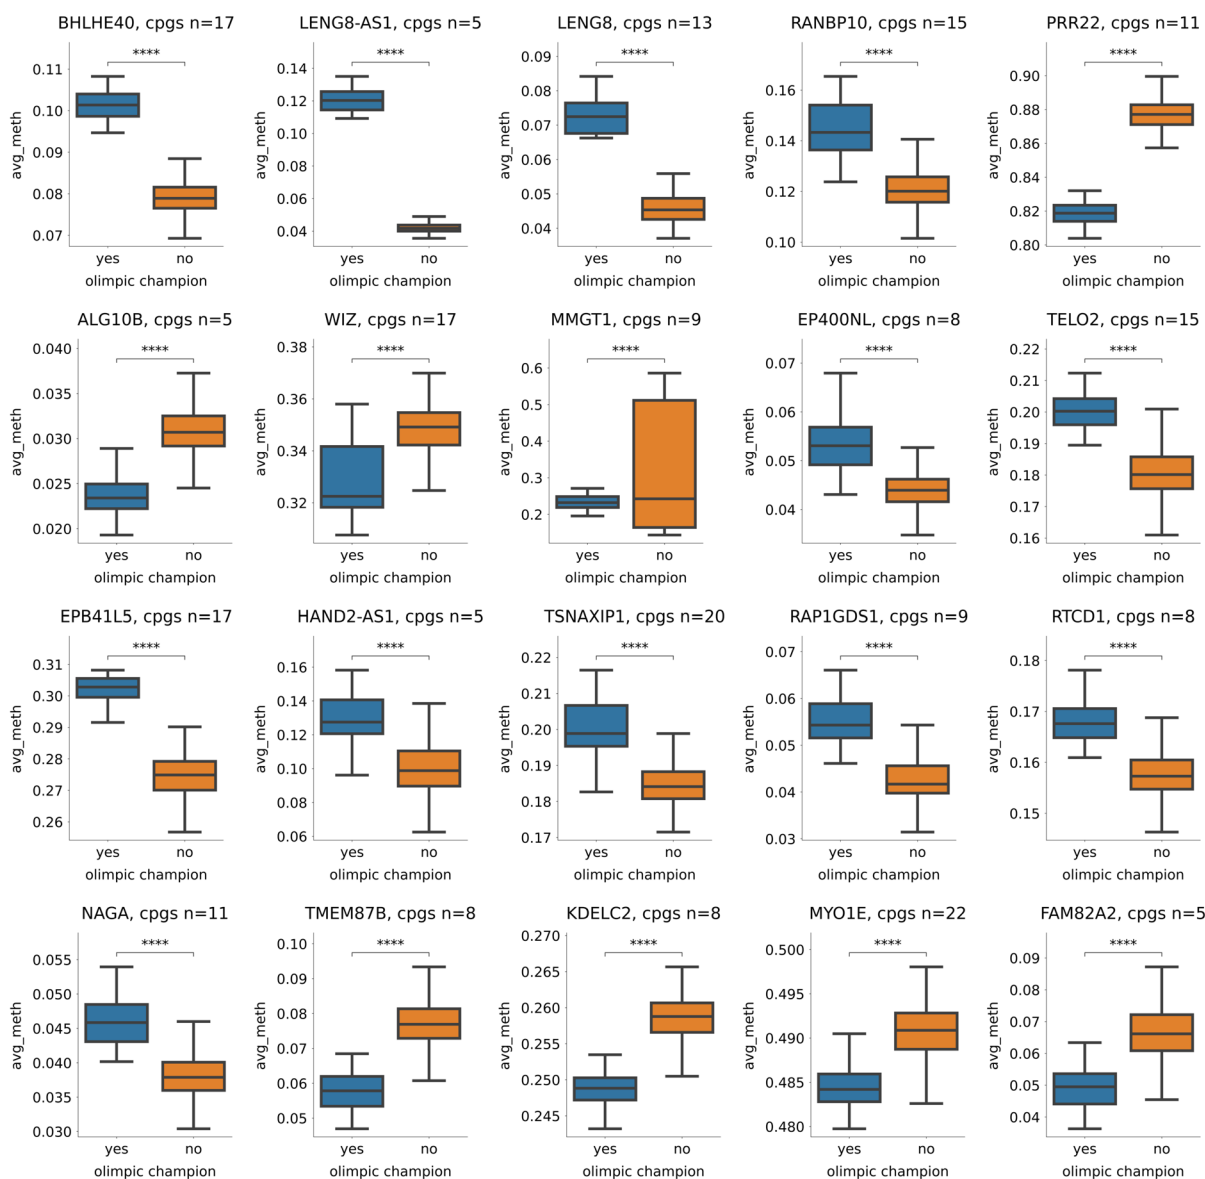 BHLHE40, cpgs n=17
****
0.11
0.10
0.09
0.08
0.07
avg_meth
yes no
olimpic champion
LENG8-AS1, cpgs n=5
****
0.14
0.12
0.10
0.08
0.06
0.04
avg_meth
yes no
olimpic champion
LENG8, cpgs n=13
****
0.09
0.08
0.07
0.06
0.05
0.04
avg_meth
yes no
olimpic champion
RANBP10, cpgs n=15
****
0.16
0.14
0.12
0.10
avg_meth
yes no
olimpic champion
PRR22, cpgs n=11
****
0.90
0.88
0.86
0.84
0.82
0.80
avg_meth
yes no
olimpic champion
ALG10B, cpgs n=5
****
0.040
0.035
0.030
0.025
0.020
avg_meth
yes no
olimpic champion
WIZ, cpgs n=17
****
0.38
0.36
0.34
0.32
avg_meth
yes no
olimpic champion
MMGT1, cpgs n=9
****
0.6
0.5
0.4
0.3
0.2
avg_meth
yes no
olimpic champion
EP400NL, cpgs n=8
****
0.07
0.06
0.05
0.04
avg_meth
yes no
olimpic champion
TELO2, cpgs n=15
****
0.22
0.21
0.20
0.19
0.18
0.17
0.16
avg_meth
yes no
olimpic champion
EPB41L5, cpgs n=17
****
0.31
0.30
0.29
0.28
0.27
0.26
avg_meth
yes no
olimpic champion
HAND2-AS1, cpgs n=5
****
0.16
0.14
0.12
0.10
0.08
0.06
avg_meth
yes no
olimpic champion
TSNAXIP1, cpgs n=20
****
0.22
0.21
0.20
0.19
0.18
0.17
avg_meth
yes no
olimpic champion
RAP1GDS1, cpgs n=9
****
0.07
0.06
0.05
0.04
0.03
avg_meth
yes no
olimpic champion
RTCD1, cpgs n=8
****
0.18
0.17
0.16
0.15
avg_meth
yes no
olimpic champion
NAGA, cpgs n=11
****
0.055
0.050
0.045
0.040
0.035
0.030
avg_meth
yes no
olimpic champion
TMEM87B, cpgs n=8
****
0.10
0.09
0.08
0.07
0.06
0.05
avg_meth
yes no
olimpic champion
KDELC2, cpgs n=8
****
0.270
0.265
0.260
0.255
0.250
0.245
avg_meth
yes no
olimpic champion
MYO1E, cpgs n=22
****
0.500
0.495
0.490
0.485
0.480
avg_meth
yes no
olimpic champion
FAM82A2, cpgs n=5
****
0.09
0.08
0.07
0.06
0.05
0.04
avg_meth
yes no
olimpic champion